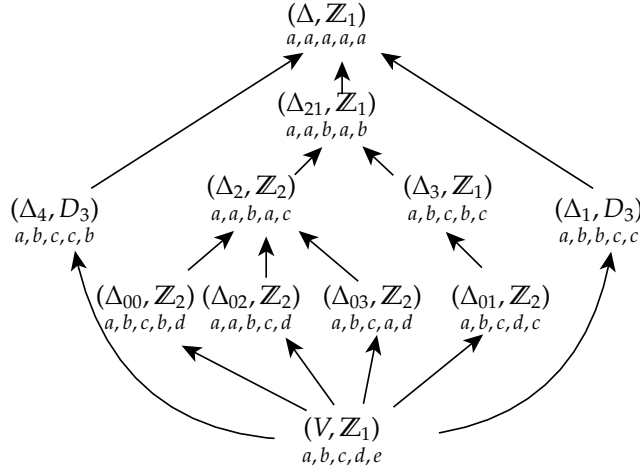 (Δ, ℤ₁)
a, a, a, a, a
(Δ₂₁, ℤ₁)
a, a, b, a, b
(Δ₂, ℤ₂)
a, a, b, a, c
(Δ₃, ℤ₁)
a, b, c, b, c
(Δ₄, D₃)
a, b, c, c, b
(Δ₁, D₃)
a, b, b, c, c
(Δ₀₀, ℤ₂)
a, b, c, b, d
(Δ₀₂, ℤ₂)
a, a, b, c, d
(Δ₀₃, ℤ₂)
a, b, c, a, d
(Δ₀₁, ℤ₂)
a, b, c, d, c
(V, ℤ₁)
a, b, c, d, e